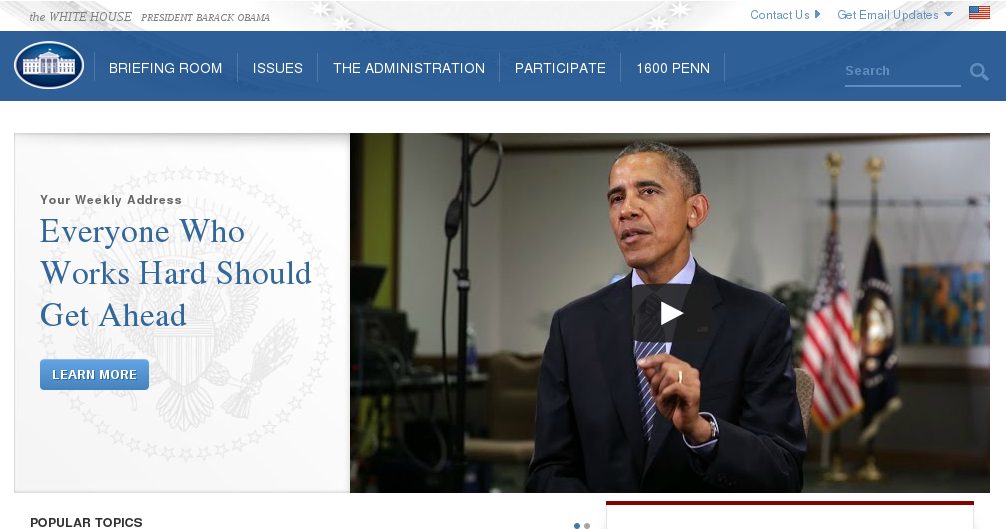 the WHITE HOUSE PRESIDENT BARACK OBAMA
Contact Us
Get Email Updates
BRIEFING ROOM
ISSUES
THE ADMINISTRATION
PARTICIPATE
1600 PENN
Search
Your Weekly Address
Everyone Who
Works Hard Should
Get Ahead
LEARN MORE
POPULAR TOPICS